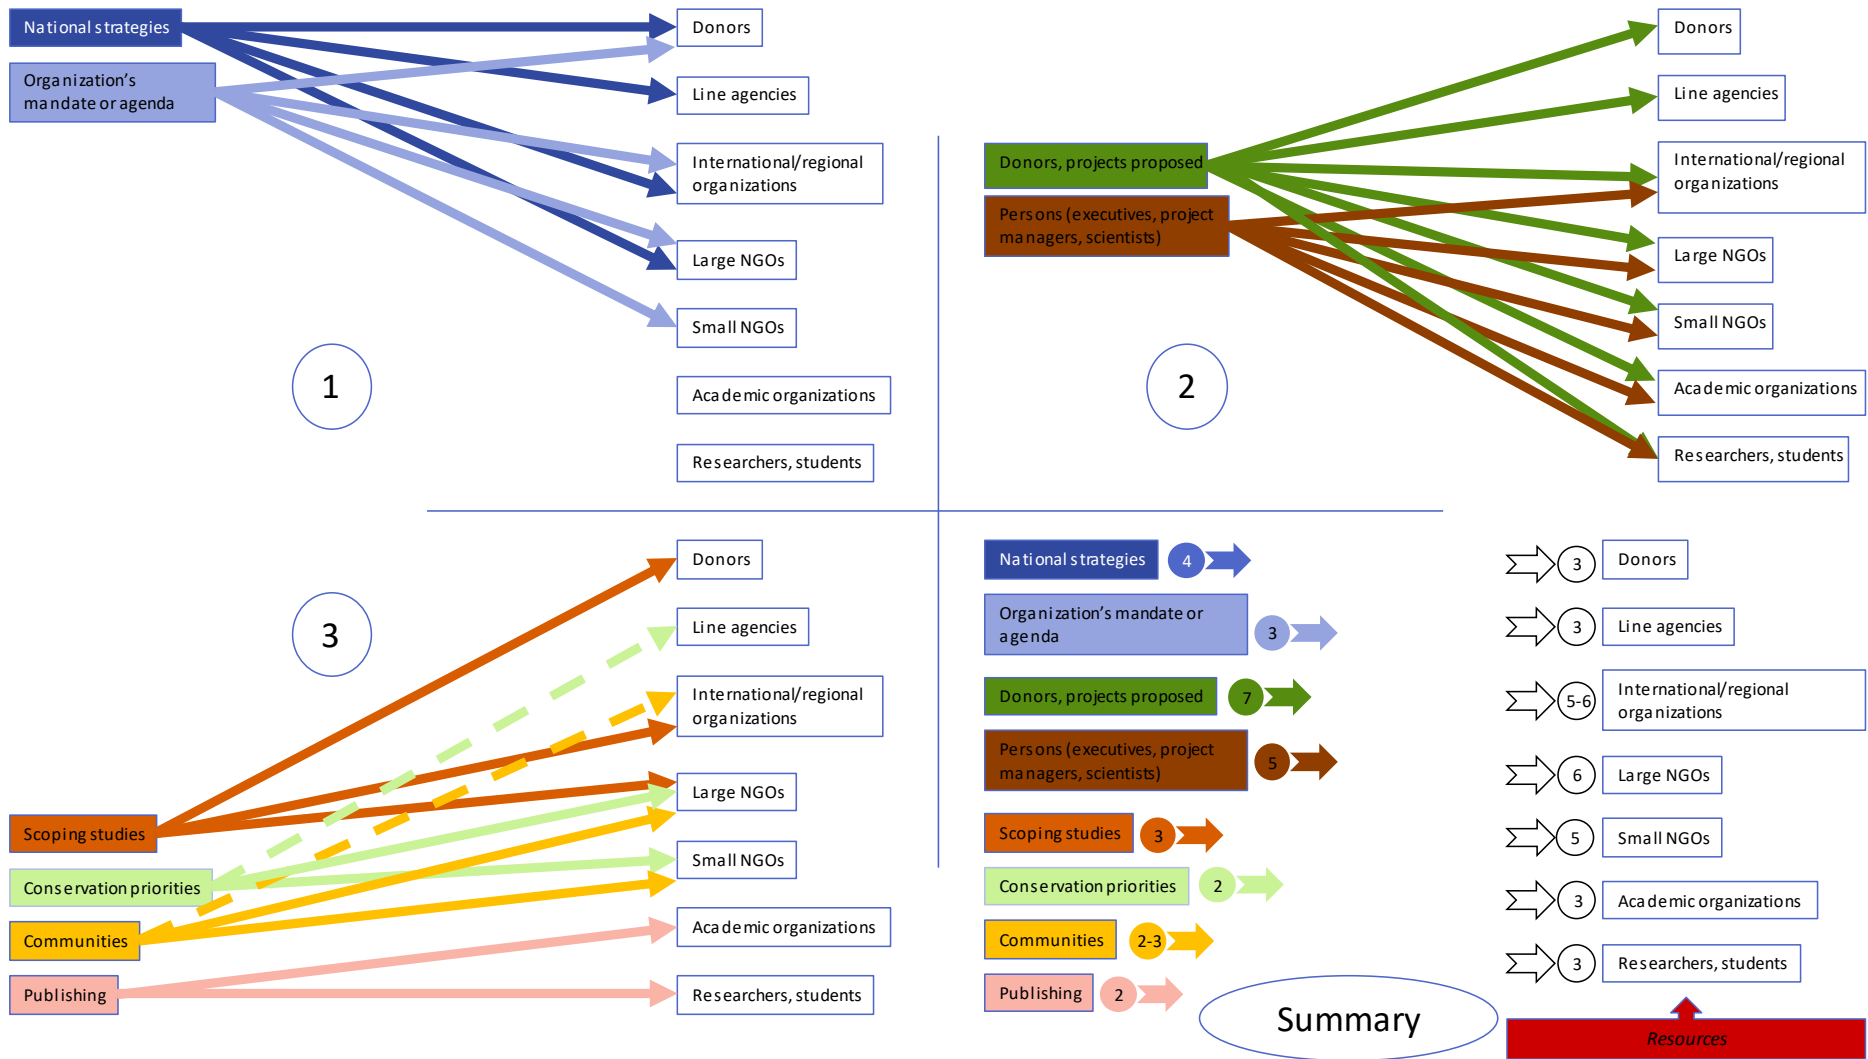 National strategies
Organization's
mandate or agenda
Donors
Line agencies
International/regional
organizations
Large NGOs
Small NGOs
Academic organizations
Researchers, students
1
Donors, projects proposed
Persons (executives, project
managers, scientists)
Donors
Line agencies
International/regional
organizations
Large NGOs
Small NGOs
Academic organizations
Researchers, students
2
3
Scoping studies
Conservation priorities
Communities
Publishing
Donors
Line agencies
International/regional
organizations
Large NGOs
Small NGOs
Academic organizations
Researchers, students
National strategies
4
Organization's mandate or
agenda
3
Donors, projects proposed
7
Persons (executives, project
managers, scientists)
5
Scoping studies
3
Conservation priorities
2
Communities
2-3
Publishing
2
3
Donors
3
Line agencies
5-6
International/regional
organizations
6
Large NGOs
5
Small NGOs
3
Academic organizations
3
Researchers, students
Summary
Resources